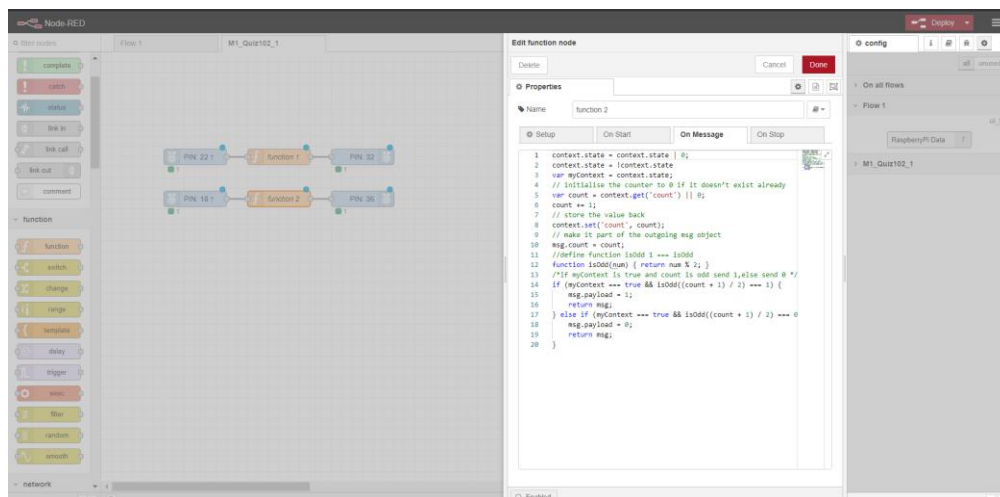 Node-RED
Deploy
filter nodes
Flow 1
M1_Quiz102_1
complete
catch
status
link in
link call
link out
comment
function
function
switch
change
range
template
delay
trigger
exec
filter
random
smooth
network
PIN: 22
function 1
PIN: 32
1
1
PIN: 16
function 2
PIN: 36
1
1
Edit function node
Delete
Cancel
Done
Properties
Name
function 2
Setup
On Start
On Message
On Stop
1 context.state = context.state | 0;
2 context.state = !context.state
3 var myContext = context.state;
4 // initialise the counter to 0 if it doesn't exist already
5 var count = context.get('count') || 0;
6 count += 1;
7 // store the value back
8 context.set('count', count);
9 // make it part of the outgoing msg object
10 msg.count = count;
11 //define function isOdd 1 === isOdd
12 function isOdd(num) { return num % 2; }
13 /*if myContext is true and count is odd send 1,else send 0 */
14 if (myContext === true && isOdd((count + 1) / 2) === 1) {
15 msg.payload = 1;
16 return msg;
17 } else if (myContext === true && isOdd((count + 1) / 2) === 0
18 msg.payload = 0;
19 return msg;
20 }
Enabled
config
all
unused
On all flows
Flow 1
RaspberryPi Data
1
M1_Quiz102_1